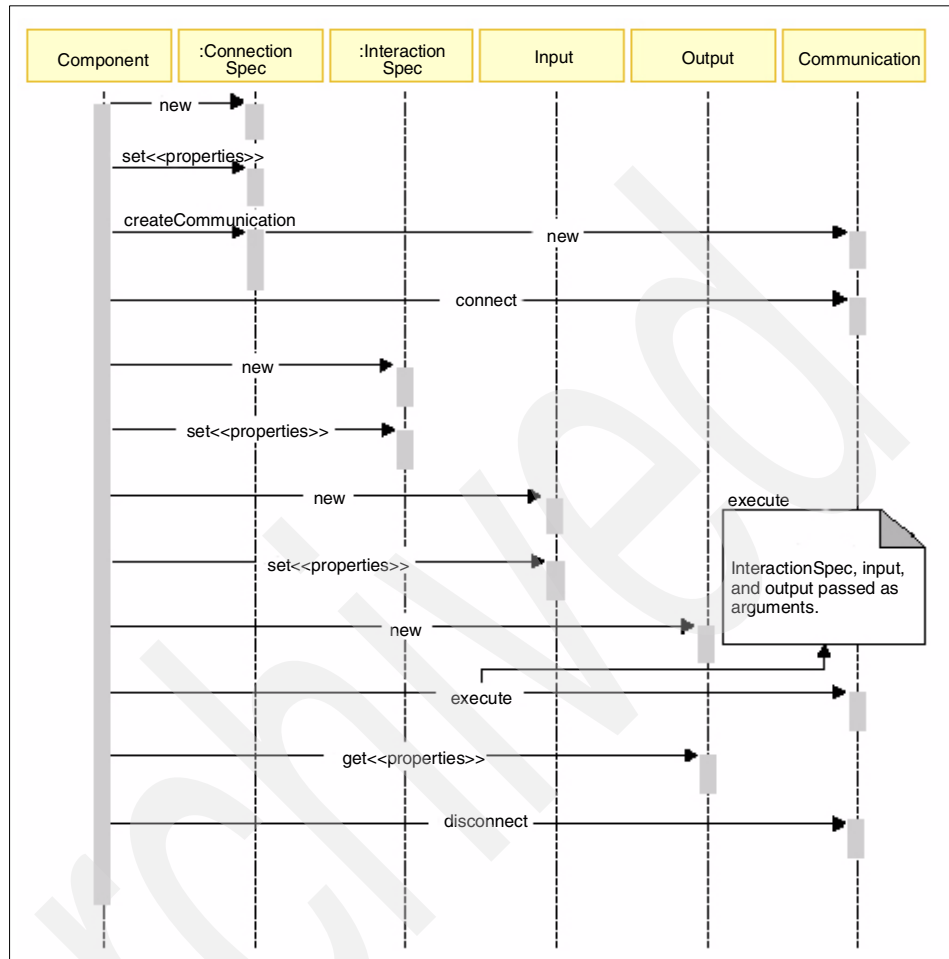 Component
:Connection
Spec
:Interaction
Spec
Input
Output
Communication
new
set<<properties>>
createCommunication
new
connect
new
set<<properties>>
new
execute
set<<properties>>
InteractionSpec, input,
and output passed as
arguments.
new
execute
get<<properties>>
disconnect
rchived